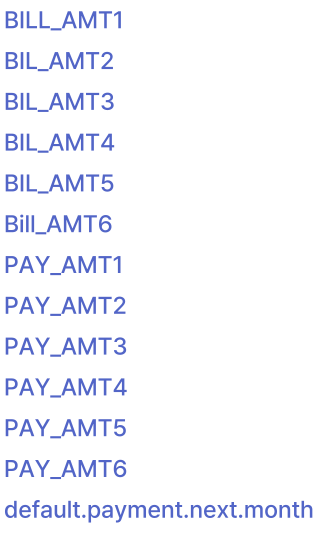 BILL_AMT1
BIL_AMT2
BIL_AMT3
BIL_AMT4
BIL_AMT5
Bill_AMT6
PAY_AMT1
PAY_AMT2
PAY_AMT3
PAY_AMT4
PAY_AMT5
PAY_AMT6
default.payment.next.month